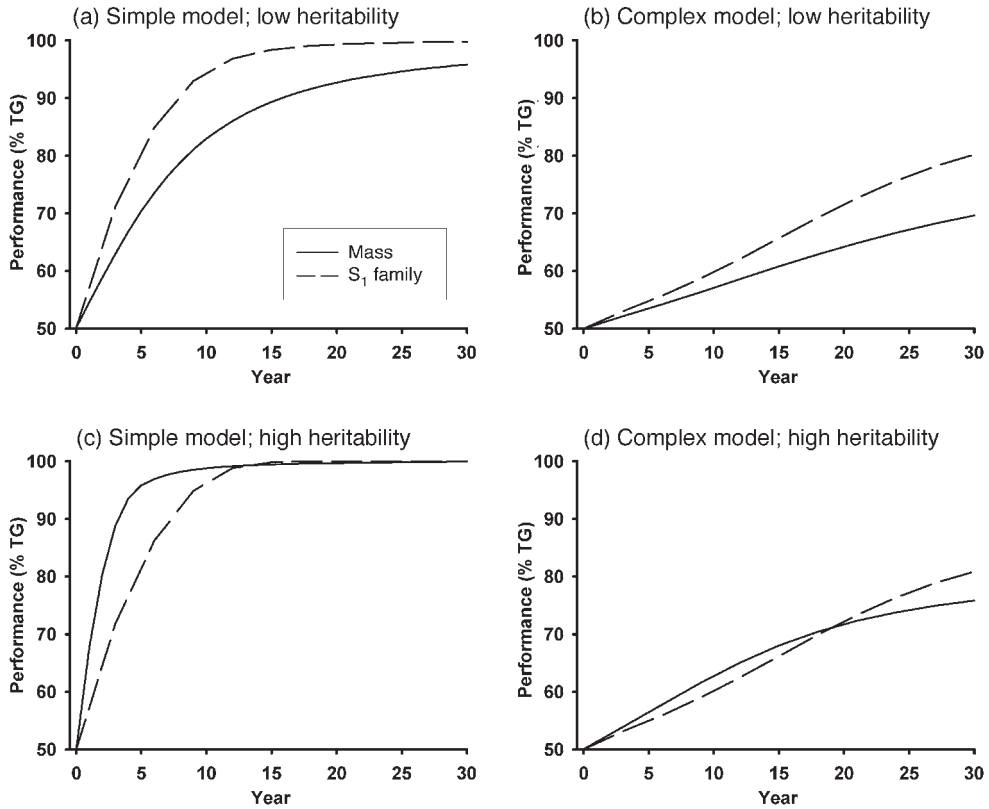 (a) Simple model; low heritability
100
90
80
70
60
50
Performance (% TG)
Mass
S1 family
0 5 10 15 20 25 30
Year
(b) Complex model; low heritability
100
90
80
70
60
50
Performance (% TG)
0 5 10 15 20 25 30
Year
(c) Simple model; high heritability
100
90
80
70
60
50
Performance (% TG)
0 5 10 15 20 25 30
Year
(d) Complex model; high heritability
100
90
80
70
60
50
Performance (% TG)
0 5 10 15 20 25 30
Year